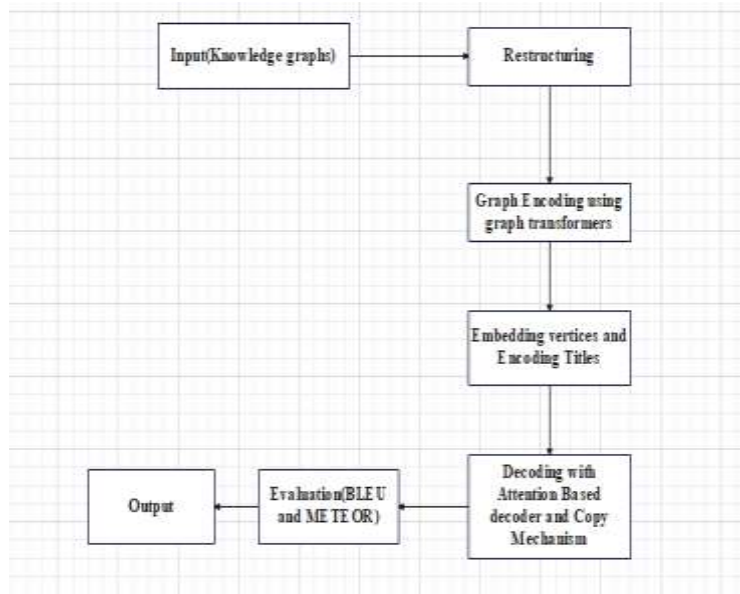 Input(Knowledge graphs)
Restructuring
Graph Encoding using
graph transformers
Embedding vertices and
Encoding Titles
Decoding with
Attention Based
decoder and Copy
Mechanism
Evaluation(BLEU
and METEOR)
Output